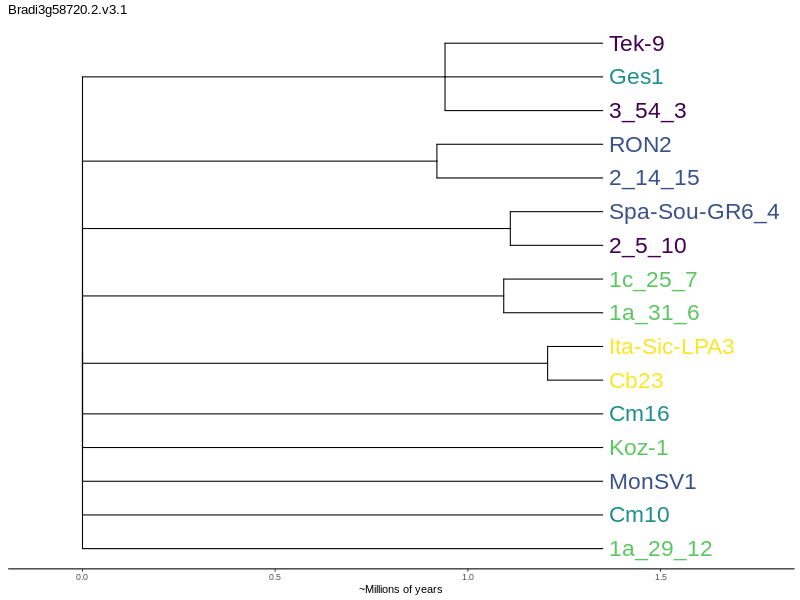 Bradi3g58720.2.v3.1
Tek-9
Ges1
3_54_3
RON2
2_14_15
Spa-Sou-GR6_4
2_5_10
1c_25_7
1a_31_6
Ita-Sic-LPA3
Cb23
Cm16
Koz-1
MonSV1
Cm10
1a_29_12
0.0 0.5 1.0 1.5
~Millions of years